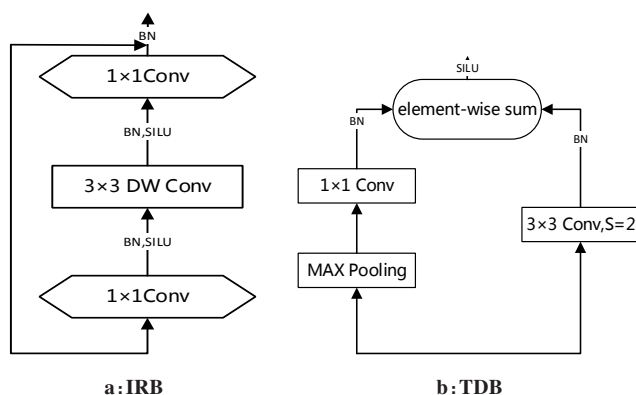 BN
1×1Conv
BN,SILU
3×3 DW Conv
BN,SILU
1×1Conv
a:IRB
SILU
element-wise sum
BN
BN
1×1 Conv
3×3 Conv,S=2
MAX Pooling
b:TDB